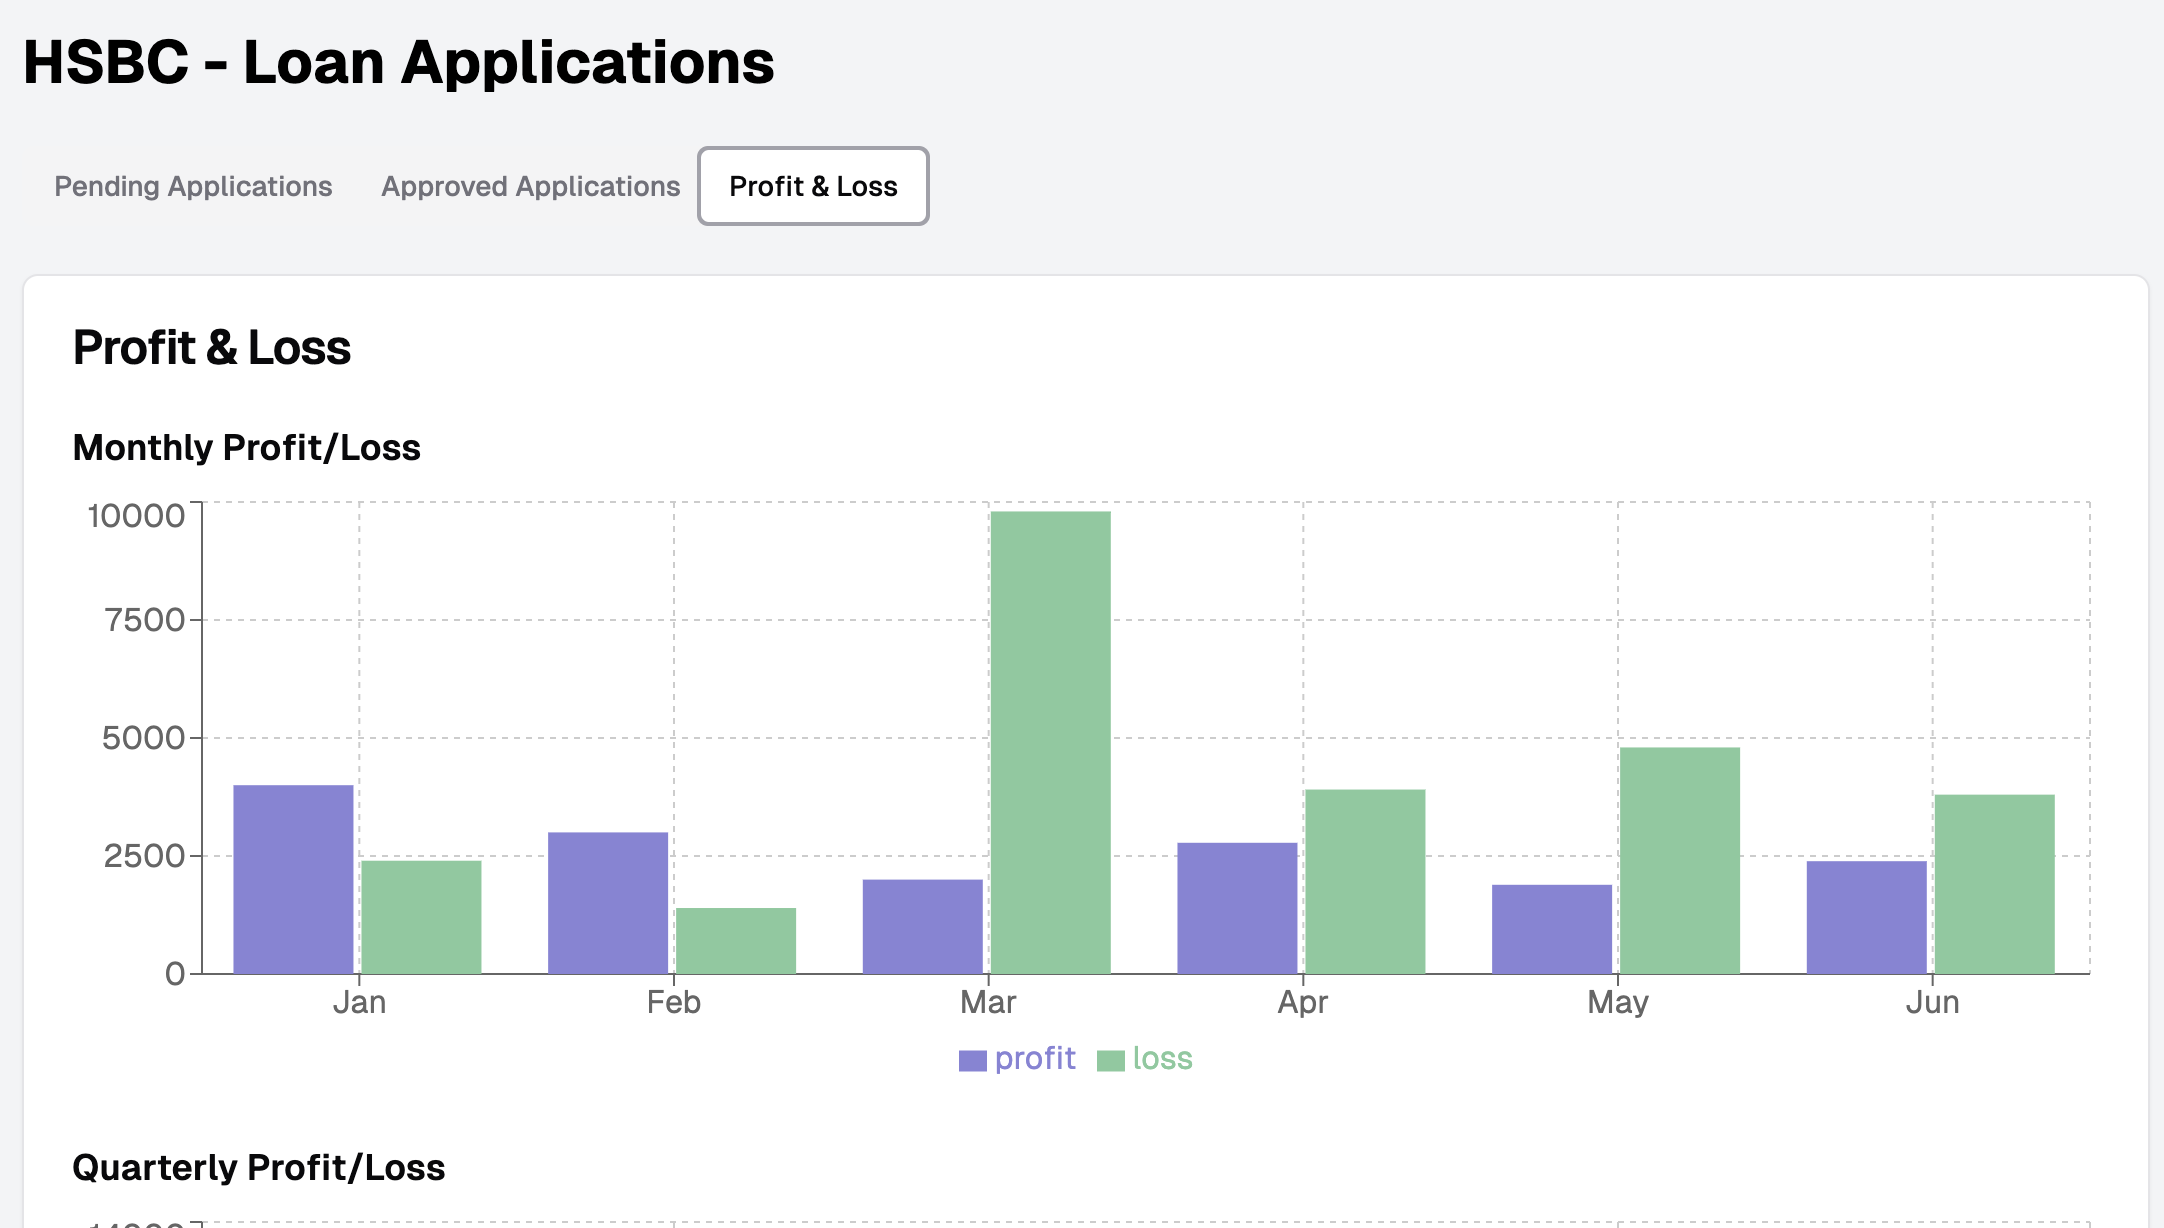 HSBC - Loan Applications
Pending Applications Approved Applications Profit & Loss
Profit & Loss
Monthly Profit/Loss
10000
7500
5000
2500
0
Jan Feb Mar Apr May Jun
profit loss
Quarterly Profit/Loss